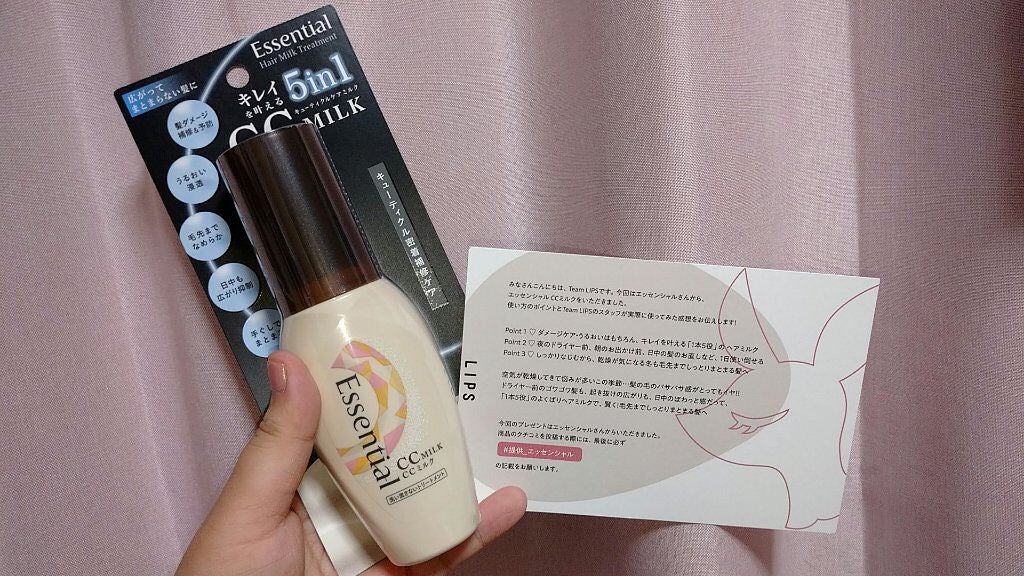 Essential
Hair Milk Treatment
広がって
まとまらない髪に
キレイ
を叶える
5in1
キューティクルケアミルク
CC MILK
髪ダメージ
補修&予防
うるおい
浸透
毛先まで
なめらか
日中も
広がり抑制
手ぐしで
まとま
キューティクル密着補修ケア
Essential
CC MILK
CCミルク
洗い流さないトリートメント
LIPS
みなさんこんにちは、Team LIPSです。今回はエッセンシャルさんから、
エッセンシャル CCミルクをいただきました。
使い方のポイントとTeam LIPSのスタッフが実際に使ってみた感想をお伝えします!
Point 1 ♡ ダメージケア・うるおいはもちろん、キレイを叶える「1本5役」の ヘアミルク
Point 2 ♡ 夜のドライヤー前、朝のお出かけ前、日中の髪のお直しなど、1日使い倒せる
Point 3 ♡ しっかりなじむから、乾燥が気になる冬も毛先までしっとりまとまる髪へ
空気が乾燥してきて悩みが多いこの季節…髪の毛のパサパサ感がとってもイヤ!!
ドライヤー前のゴワゴワ髪も、起き抜けの広がりも、日中のぱわっと感だって、
「1本5役」のよくばりヘアミルクで、賢く!毛先までしっとりまとまる髪へ
今回のプレゼントはエッセンシャルさんからいただきました。
商品のクチコミを投稿する際には、最後に必ず
#提供_エッセンシャル
の記載をお願いします。